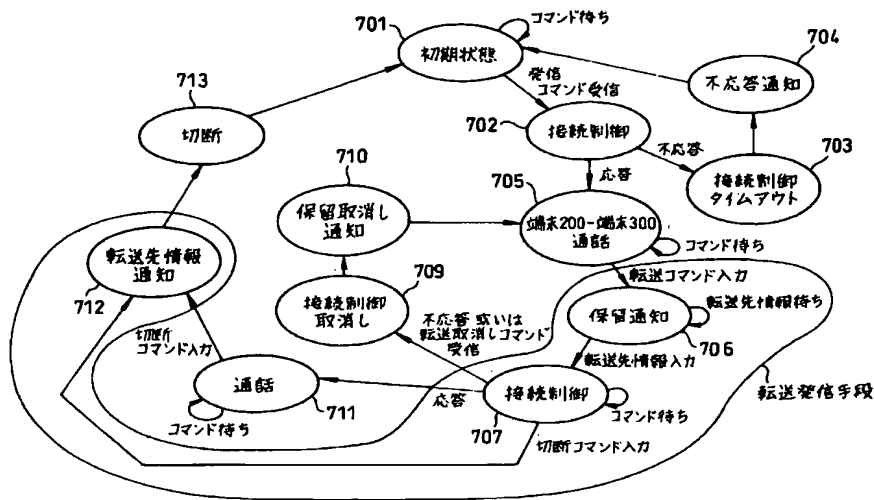 701
コマンド待ち
初期状態
704
不応答通知
発信
コマンド受信
713
切断
702
接続制御
不応答
703
接続制御
タイムアウト
710
保留取消し
通知
705
応答
端末200-端末300
通話
コマンド待ち
転送先情報
通知
712
転送コマンド入力
709
接続制御
取消し
保留通知
転送先情報待ち
706
不応答或いは
転送取消しコマンド
受信
転送先情報入力
切断
コマンド入力
通話
711
コマンド待ち
応答
接続制御
707
コマンド待ち
切断コマンド入力
転送発信手段